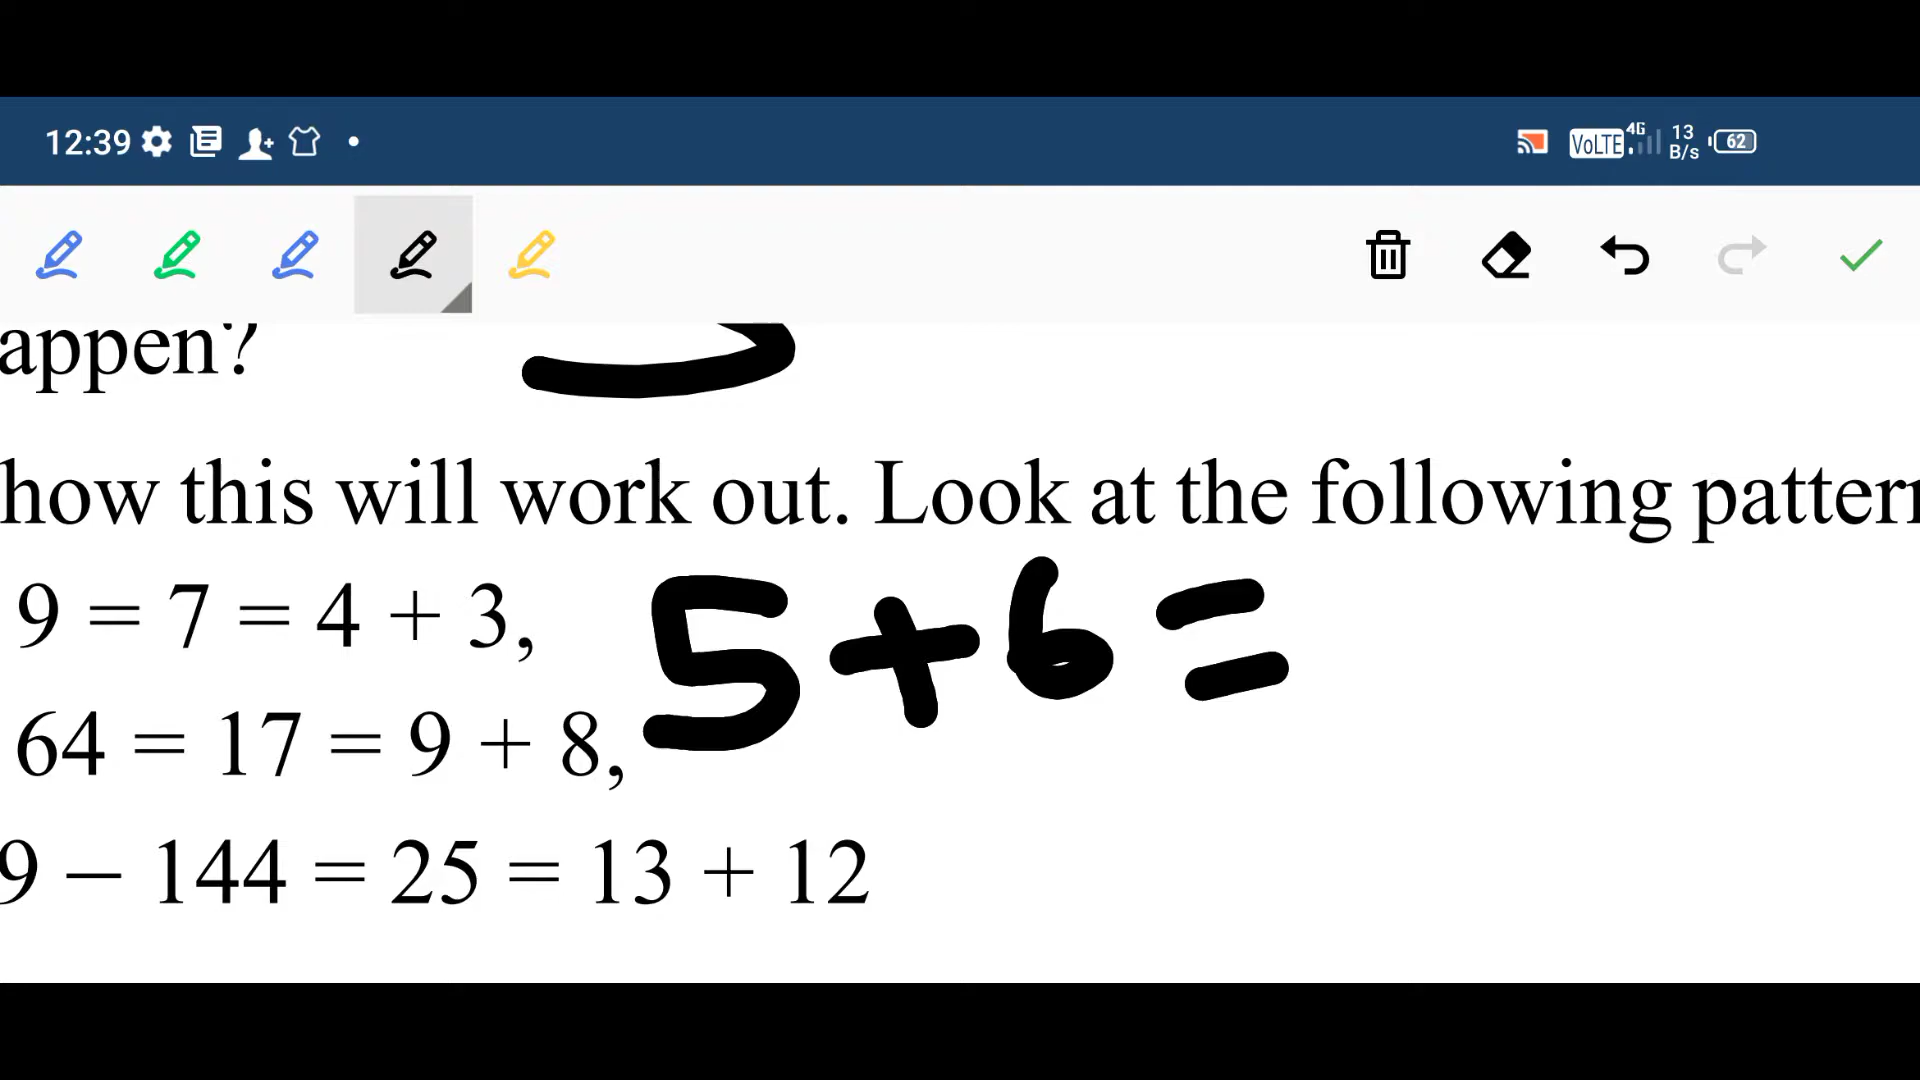 12:39 VoLTE 4G 13 B/s 62
appen?
how this will work out. Look at the following pattern
9 = 7 = 4 + 3, 5 + 6 =
64 = 17 = 9 + 8,
9 – 144 = 25 = 13 + 12